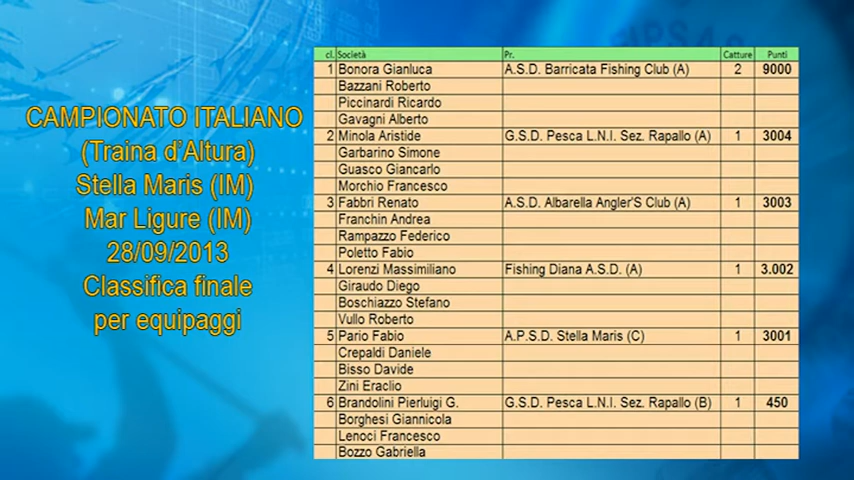 CAMPIONATO ITALIANO
(Traina d'Altura)
Stella Maris (IM)
Mar Ligure (IM)
28/09/2013
Classifica finale
per equipaggi
cl. Società Pr. Catture Punti
1 Bonora Gianluca A.S.D. Barricata Fishing Club (A) 2 9000
Bazzani Roberto
Piccinardi Ricardo
Gavagni Alberto
2 Minola Aristide G.S.D. Pesca L.N.I. Sez. Rapallo (A) 1 3004
Garbarino Simone
Guasco Giancarlo
Morchio Francesco
3 Fabbri Renato A.S.D. Albarella Angler'S Club (A) 1 3003
Franchin Andrea
Rampazzo Federico
Poletto Fabio
4 Lorenzi Massimiliano Fishing Diana A.S.D. (A) 1 3.002
Giraudo Diego
Boschiazzo Stefano
Vullo Roberto
5 Pario Fabio A.P.S.D. Stella Maris (C) 1 3001
Crepaldi Daniele
Bisso Davide
Zini Eraclio
6 Brandolini Pierluigi G. G.S.D. Pesca L.N.I. Sez. Rapallo (B) 1 450
Borghesi Giannicola
Lenoci Francesco
Bozzo Gabriella